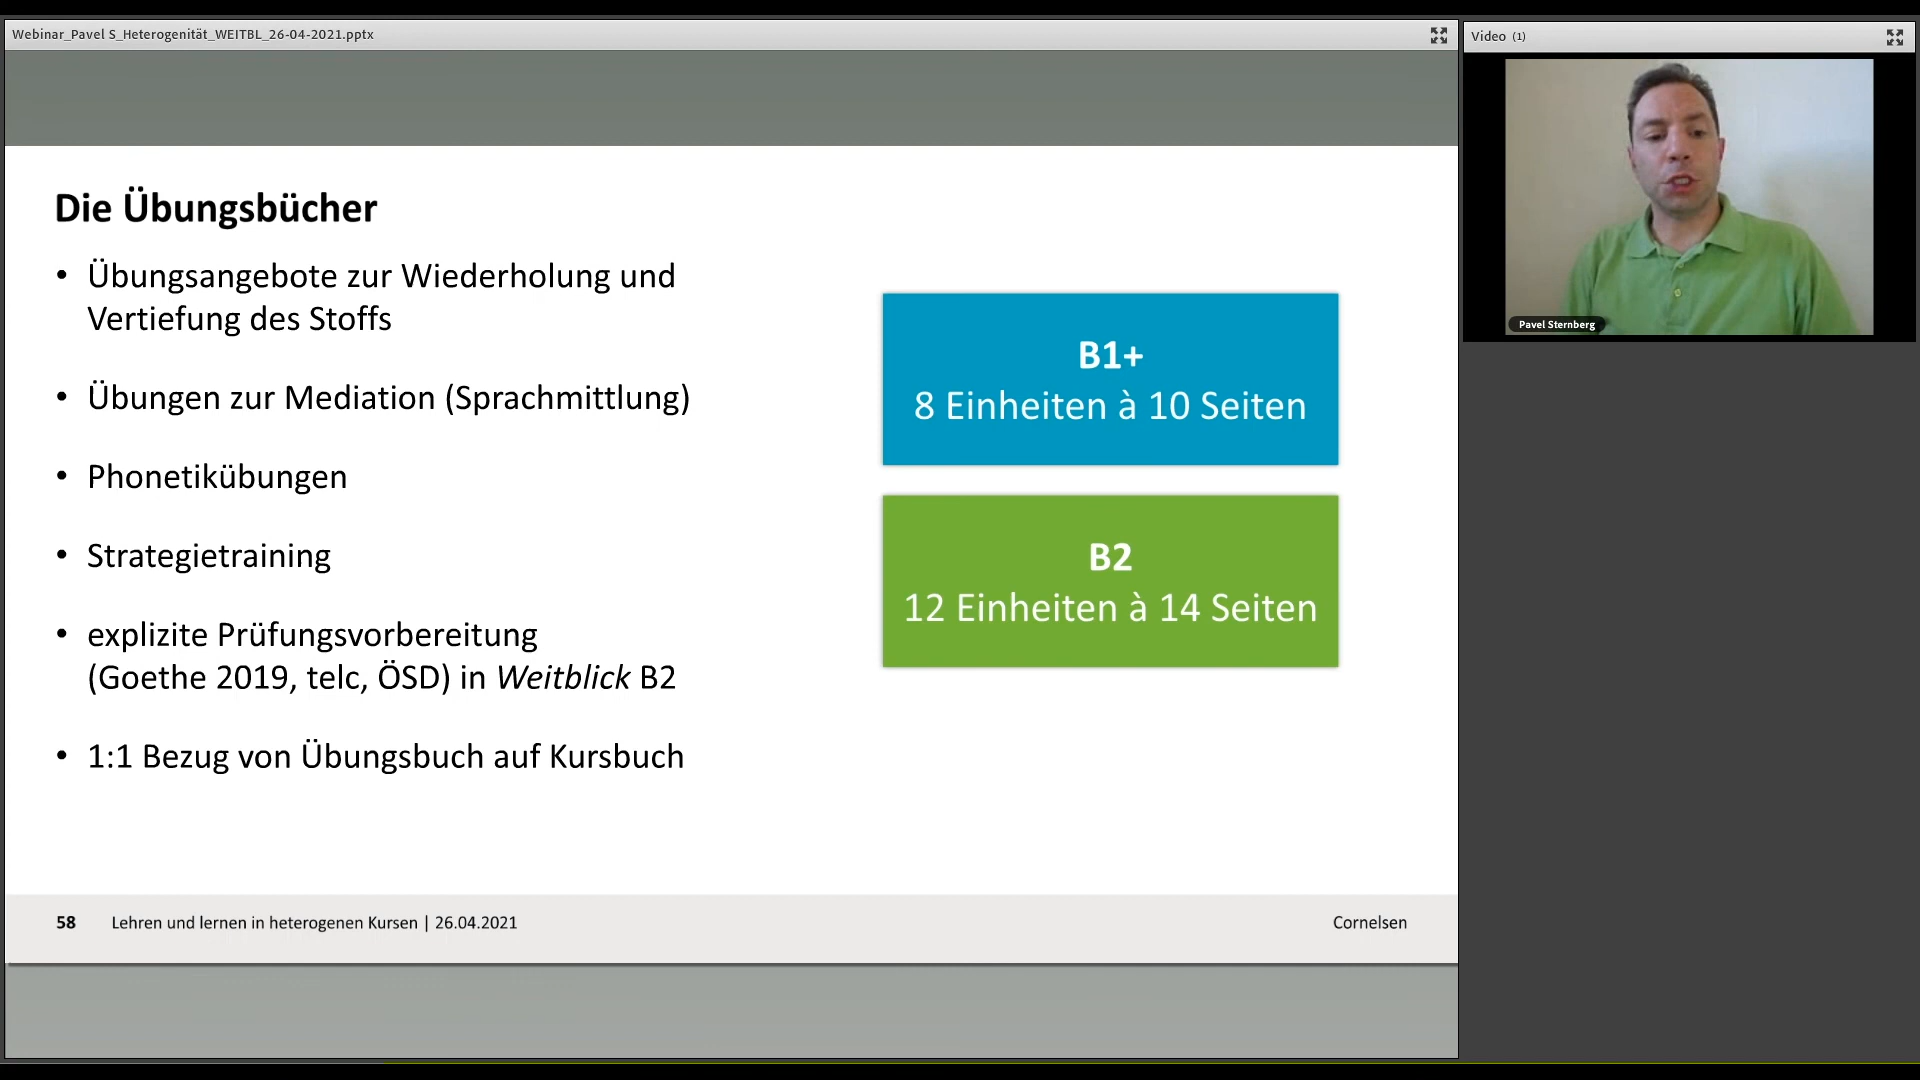 Webinar_Pavel S_Heterogenität_WEITBL_26-04-2021.pptx
Video (1)
Pavel Sternberg
Die Übungsbücher
• Übungsangebote zur Wiederholung und
Vertiefung des Stoffs
• Übungen zur Mediation (Sprachmittlung)
• Phonetikübungen
• Strategietraining
• explizite Prüfungsvorbereitung
(Goethe 2019, telc, ÖSD) in Weitblick B2
• 1:1 Bezug von Übungsbuch auf Kursbuch
B1+
8 Einheiten à 10 Seiten
B2
12 Einheiten à 14 Seiten
58 Lehren und lernen in heterogenen Kursen | 26.04.2021
Cornelsen